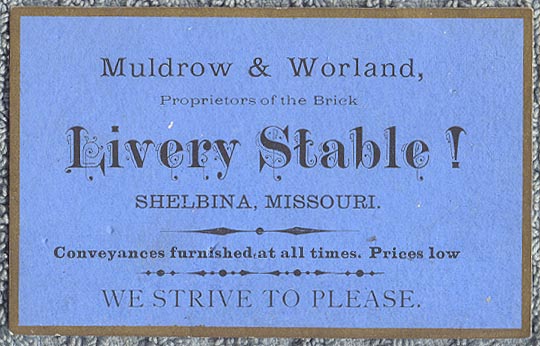 Muldrow & Worland,
Proprietors of the Brick
Livery Stable!
SHELBINA, MISSOURI.
Conveyances furnished at all times. Prices low
WE STRIVE TO PLEASE.